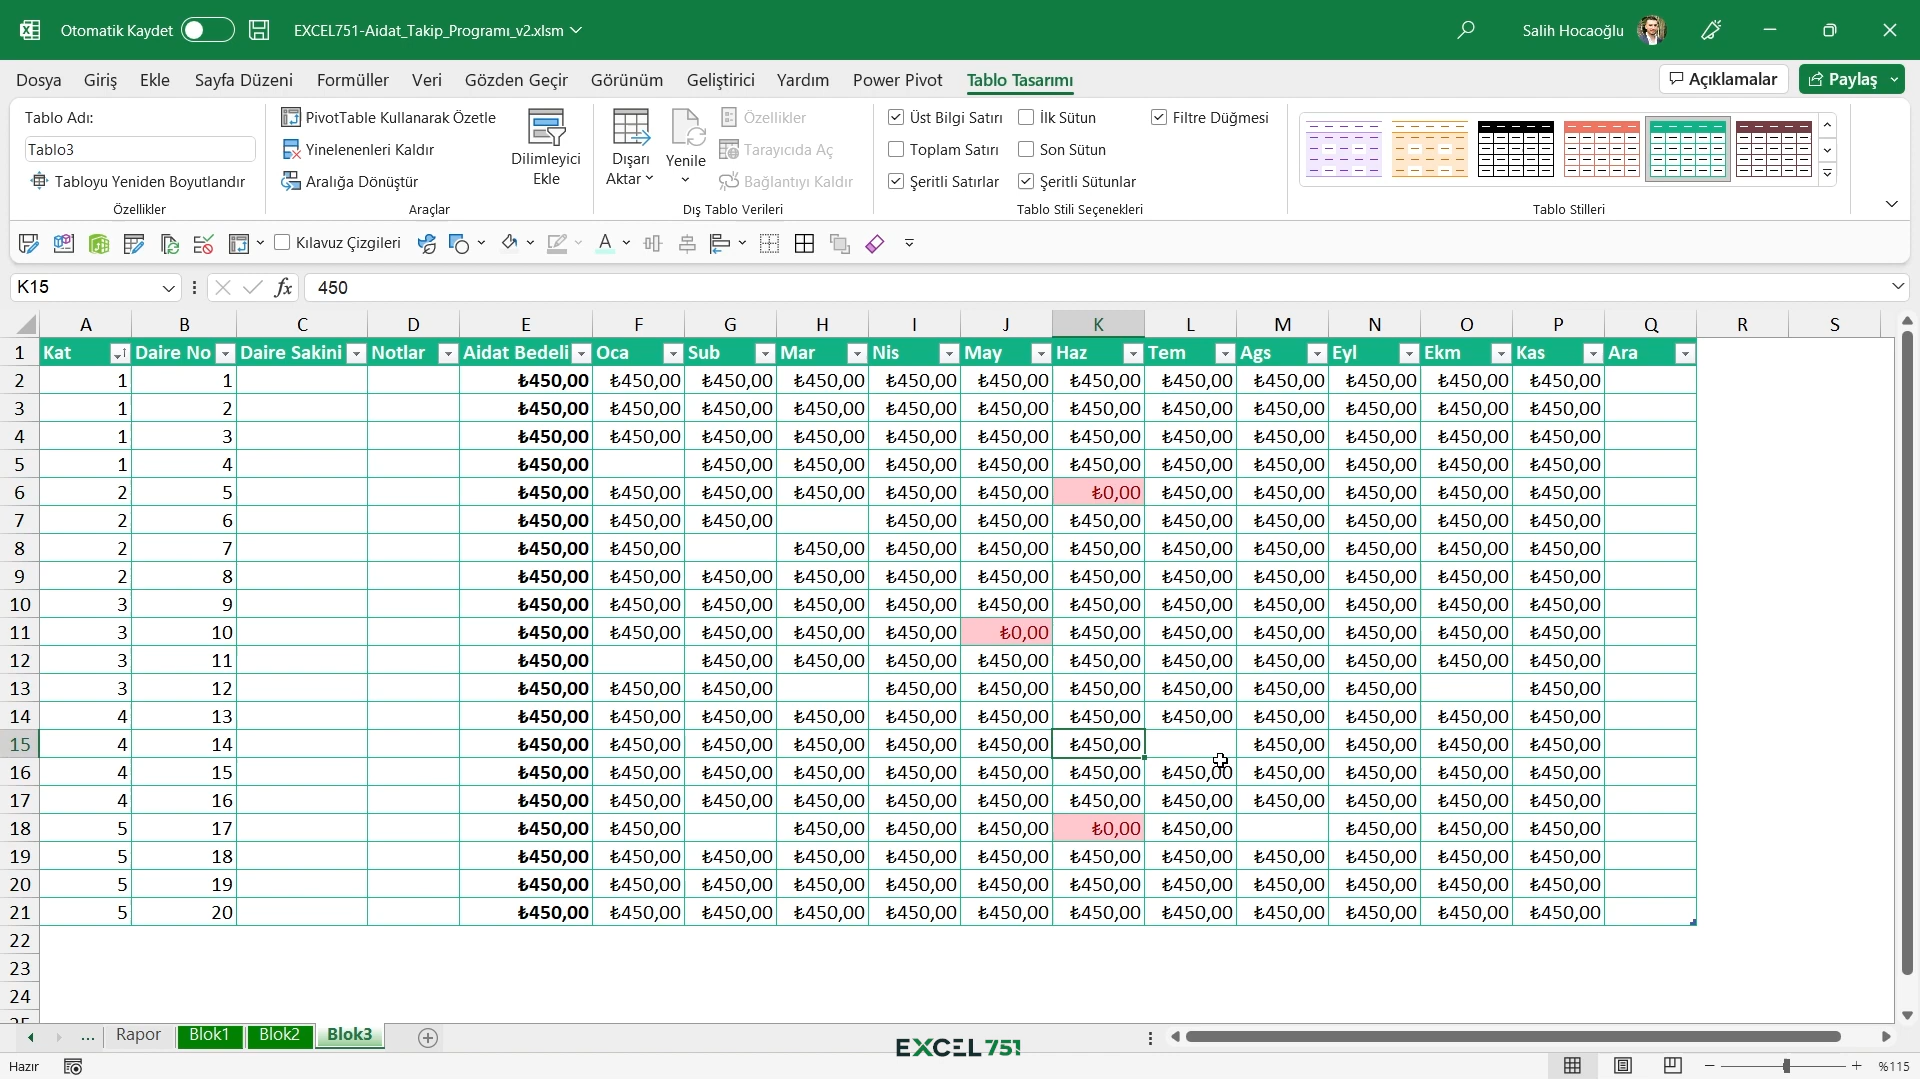 Otomatik Kaydet EXCEL751-Aidat_Takip_Programı_v2.xlsm Salih Hocaoğlu
Dosya Giriş Ekle Sayfa Düzeni Formüller Veri Gözden Geçir Görünüm Geliştirici Yardım Power Pivot Tablo Tasarımı Açıklamalar Paylaş
Tablo Adı:
Tablo3
Tabloyu Yeniden Boyutlandır
Özellikler
PivotTable Kullanarak Özetle
Yinelenenleri Kaldır
Aralığa Dönüştür
Dilimleyici
Ekle
Araçlar
Dışarı
Aktar
Yenile
Özellikler
Tarayıcıda Aç
Bağlantıyı Kaldır
Dış Tablo Verileri
Üst Bilgi Satırı İlk Sütun Filtre Düğmesi
Toplam Satırı Son Sütun
Şeritli Satırlar Şeritli Sütunlar
Tablo Stili Seçenekleri
Tablo Stilleri
Kılavuz Çizgileri
K15 fx 450
A B C D E F G H I J K L M N O P Q R S
1 Kat Daire No Daire Sakini Notlar Aidat Bedeli Oca Sub Mar Nis May Haz Tem Ags Eyl Ekm Kas Ara
2 1 1 ₺450,00 ₺450,00 ₺450,00 ₺450,00 ₺450,00 ₺450,00 ₺450,00 ₺450,00 ₺450,00 ₺450,00 ₺450,00 ₺450,00
3 1 2 ₺450,00 ₺450,00 ₺450,00 ₺450,00 ₺450,00 ₺450,00 ₺450,00 ₺450,00 ₺450,00 ₺450,00 ₺450,00 ₺450,00
4 1 3 ₺450,00 ₺450,00 ₺450,00 ₺450,00 ₺450,00 ₺450,00 ₺450,00 ₺450,00 ₺450,00 ₺450,00 ₺450,00 ₺450,00
5 1 4 ₺450,00 ₺450,00 ₺450,00 ₺450,00 ₺450,00 ₺450,00 ₺450,00 ₺450,00 ₺450,00 ₺450,00 ₺450,00
6 2 5 ₺450,00 ₺450,00 ₺450,00 ₺450,00 ₺450,00 ₺450,00 ₺0,00 ₺450,00 ₺450,00 ₺450,00 ₺450,00 ₺450,00
7 2 6 ₺450,00 ₺450,00 ₺450,00 ₺450,00 ₺450,00 ₺450,00 ₺450,00 ₺450,00 ₺450,00 ₺450,00 ₺450,00
8 2 7 ₺450,00 ₺450,00 ₺450,00 ₺450,00 ₺450,00 ₺450,00 ₺450,00 ₺450,00 ₺450,00 ₺450,00 ₺450,00
9 2 8 ₺450,00 ₺450,00 ₺450,00 ₺450,00 ₺450,00 ₺450,00 ₺450,00 ₺450,00 ₺450,00 ₺450,00 ₺450,00 ₺450,00
10 3 9 ₺450,00 ₺450,00 ₺450,00 ₺450,00 ₺450,00 ₺450,00 ₺450,00 ₺450,00 ₺450,00 ₺450,00 ₺450,00 ₺450,00
11 3 10 ₺450,00 ₺450,00 ₺450,00 ₺450,00 ₺450,00 ₺0,00 ₺450,00 ₺450,00 ₺450,00 ₺450,00 ₺450,00 ₺450,00
12 3 11 ₺450,00 ₺450,00 ₺450,00 ₺450,00 ₺450,00 ₺450,00 ₺450,00 ₺450,00 ₺450,00 ₺450,00 ₺450,00
13 3 12 ₺450,00 ₺450,00 ₺450,00 ₺450,00 ₺450,00 ₺450,00 ₺450,00 ₺450,00 ₺450,00 ₺450,00
14 4 13 ₺450,00 ₺450,00 ₺450,00 ₺450,00 ₺450,00 ₺450,00 ₺450,00 ₺450,00 ₺450,00 ₺450,00 ₺450,00 ₺450,00
15 4 14 ₺450,00 ₺450,00 ₺450,00 ₺450,00 ₺450,00 ₺450,00 ₺450,00 ₺450,00 ₺450,00 ₺450,00 ₺450,00
16 4 15 ₺450,00 ₺450,00 ₺450,00 ₺450,00 ₺450,00 ₺450,00 ₺450,00 ₺450,00 ₺450,00 ₺450,00 ₺450,00 ₺450,00
17 4 16 ₺450,00 ₺450,00 ₺450,00 ₺450,00 ₺450,00 ₺450,00 ₺450,00 ₺450,00 ₺450,00 ₺450,00 ₺450,00 ₺450,00
18 5 17 ₺450,00 ₺450,00 ₺450,00 ₺450,00 ₺450,00 ₺0,00 ₺450,00 ₺450,00 ₺450,00 ₺450,00
19 5 18 ₺450,00 ₺450,00 ₺450,00 ₺450,00 ₺450,00 ₺450,00 ₺450,00 ₺450,00 ₺450,00 ₺450,00 ₺450,00 ₺450,00
20 5 19 ₺450,00 ₺450,00 ₺450,00 ₺450,00 ₺450,00 ₺450,00 ₺450,00 ₺450,00 ₺450,00 ₺450,00 ₺450,00 ₺450,00
21 5 20 ₺450,00 ₺450,00 ₺450,00 ₺450,00 ₺450,00 ₺450,00 ₺450,00 ₺450,00 ₺450,00 ₺450,00 ₺450,00 ₺450,00
22
23
24
... Rapor Blok1 Blok2 Blok3
EXCEL 751
Hazır %115